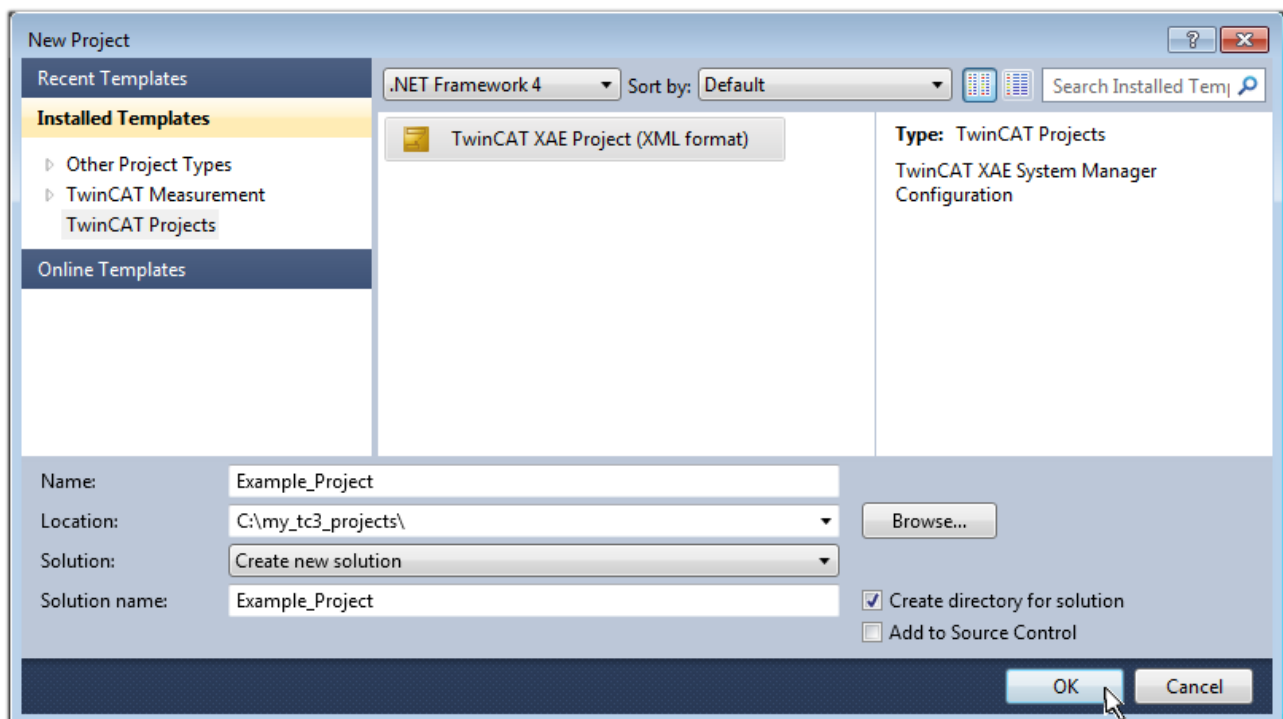 New Project
Recent Templates
.NET Framework 4
Sort by:
Default
Search Installed Temp
Installed Templates
Other Project Types
TwinCAT Measurement
TwinCAT Projects
Online Templates
TwinCAT XAE Project (XML format)
Type: TwinCAT Projects
TwinCAT XAE System Manager
Configuration
Name:
Example_Project
Location:
C:\my_tc3_projects\
Browse...
Solution:
Create new solution
Solution name:
Example_Project
Create directory for solution
Add to Source Control
OK
Cancel